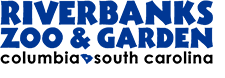 RIVERBANKS
ZOO & GARDEN
columbia south carolina